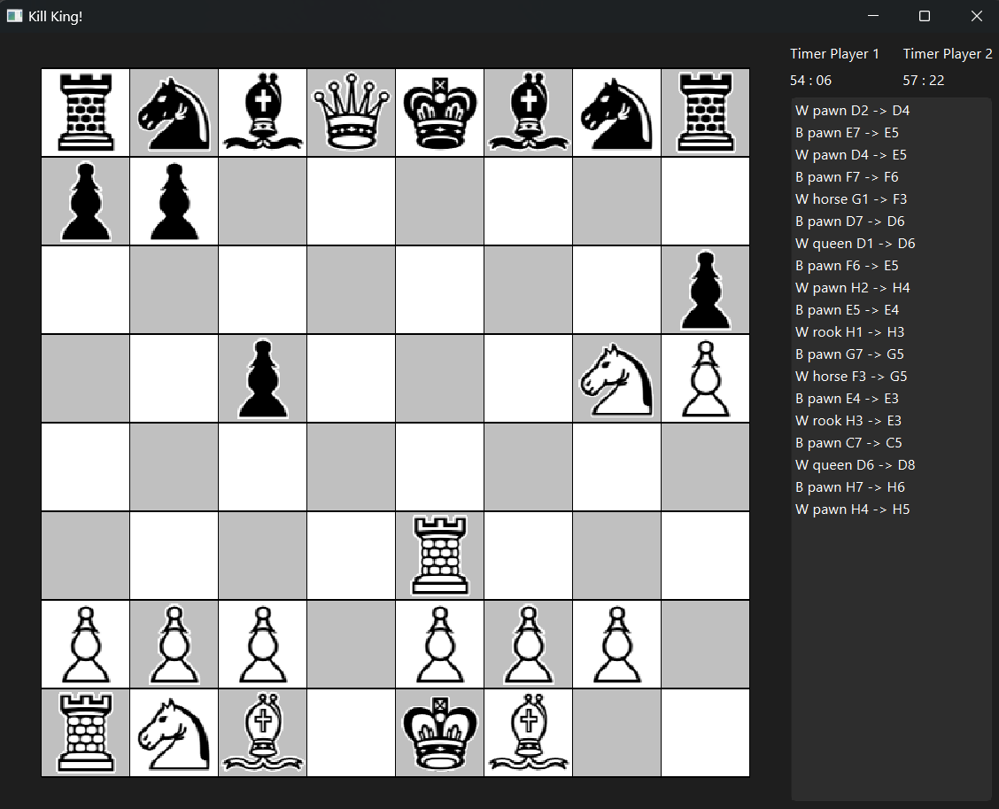 Kill King!
Timer Player 1 Timer Player 2
54 : 06 57 : 22
W pawn D2 -> D4
B pawn E7 -> E5
W pawn D4 -> E5
B pawn F7 -> F6
W horse G1 -> F3
B pawn D7 -> D6
W queen D1 -> D6
B pawn F6 -> E5
W pawn H2 -> H4
B pawn E5 -> E4
W rook H1 -> H3
B pawn G7 -> G5
W horse F3 -> G5
B pawn E4 -> E3
W rook H3 -> E3
B pawn C7 -> C5
W queen D6 -> D8
B pawn H7 -> H6
W pawn H4 -> H5